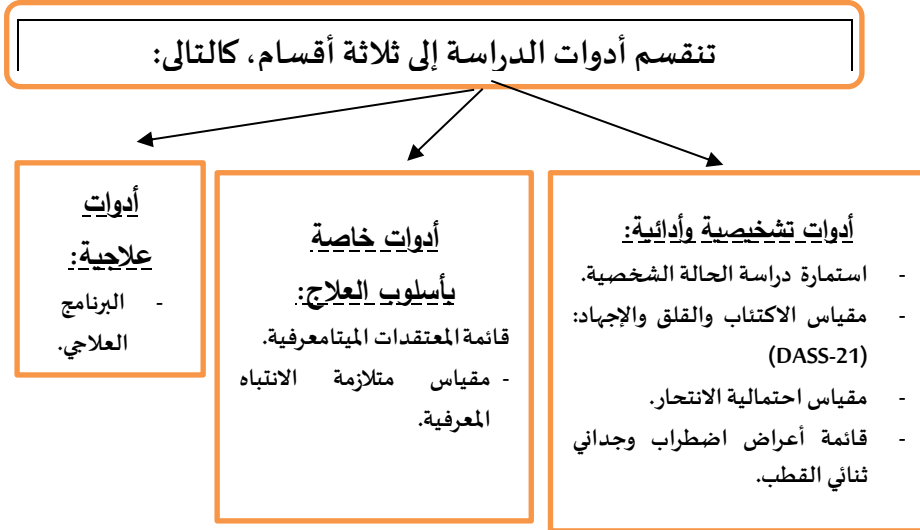 تنقسم أدوات الدراسة إلى ثلاثة أقسام، كالتالى:
أدوات تشخيصية وأدائية:
- استمارة دراسة الحالة الشخصية.
- مقياس الاكتئاب والقلق والإجهاد:
(DASS-21)
- مقياس احتمالية الانتحار.
- قائمة أعراض اضطراب وجداني
ثنائي القطب.
أدوات خاصة
بأسلوب العلاج:
قائمة المعتقدات الميتامعرفية.
- مقياس متلازمة الانتباه
المعرفية.
أدوات
علاجية:
- البرنامج
العلاجي.